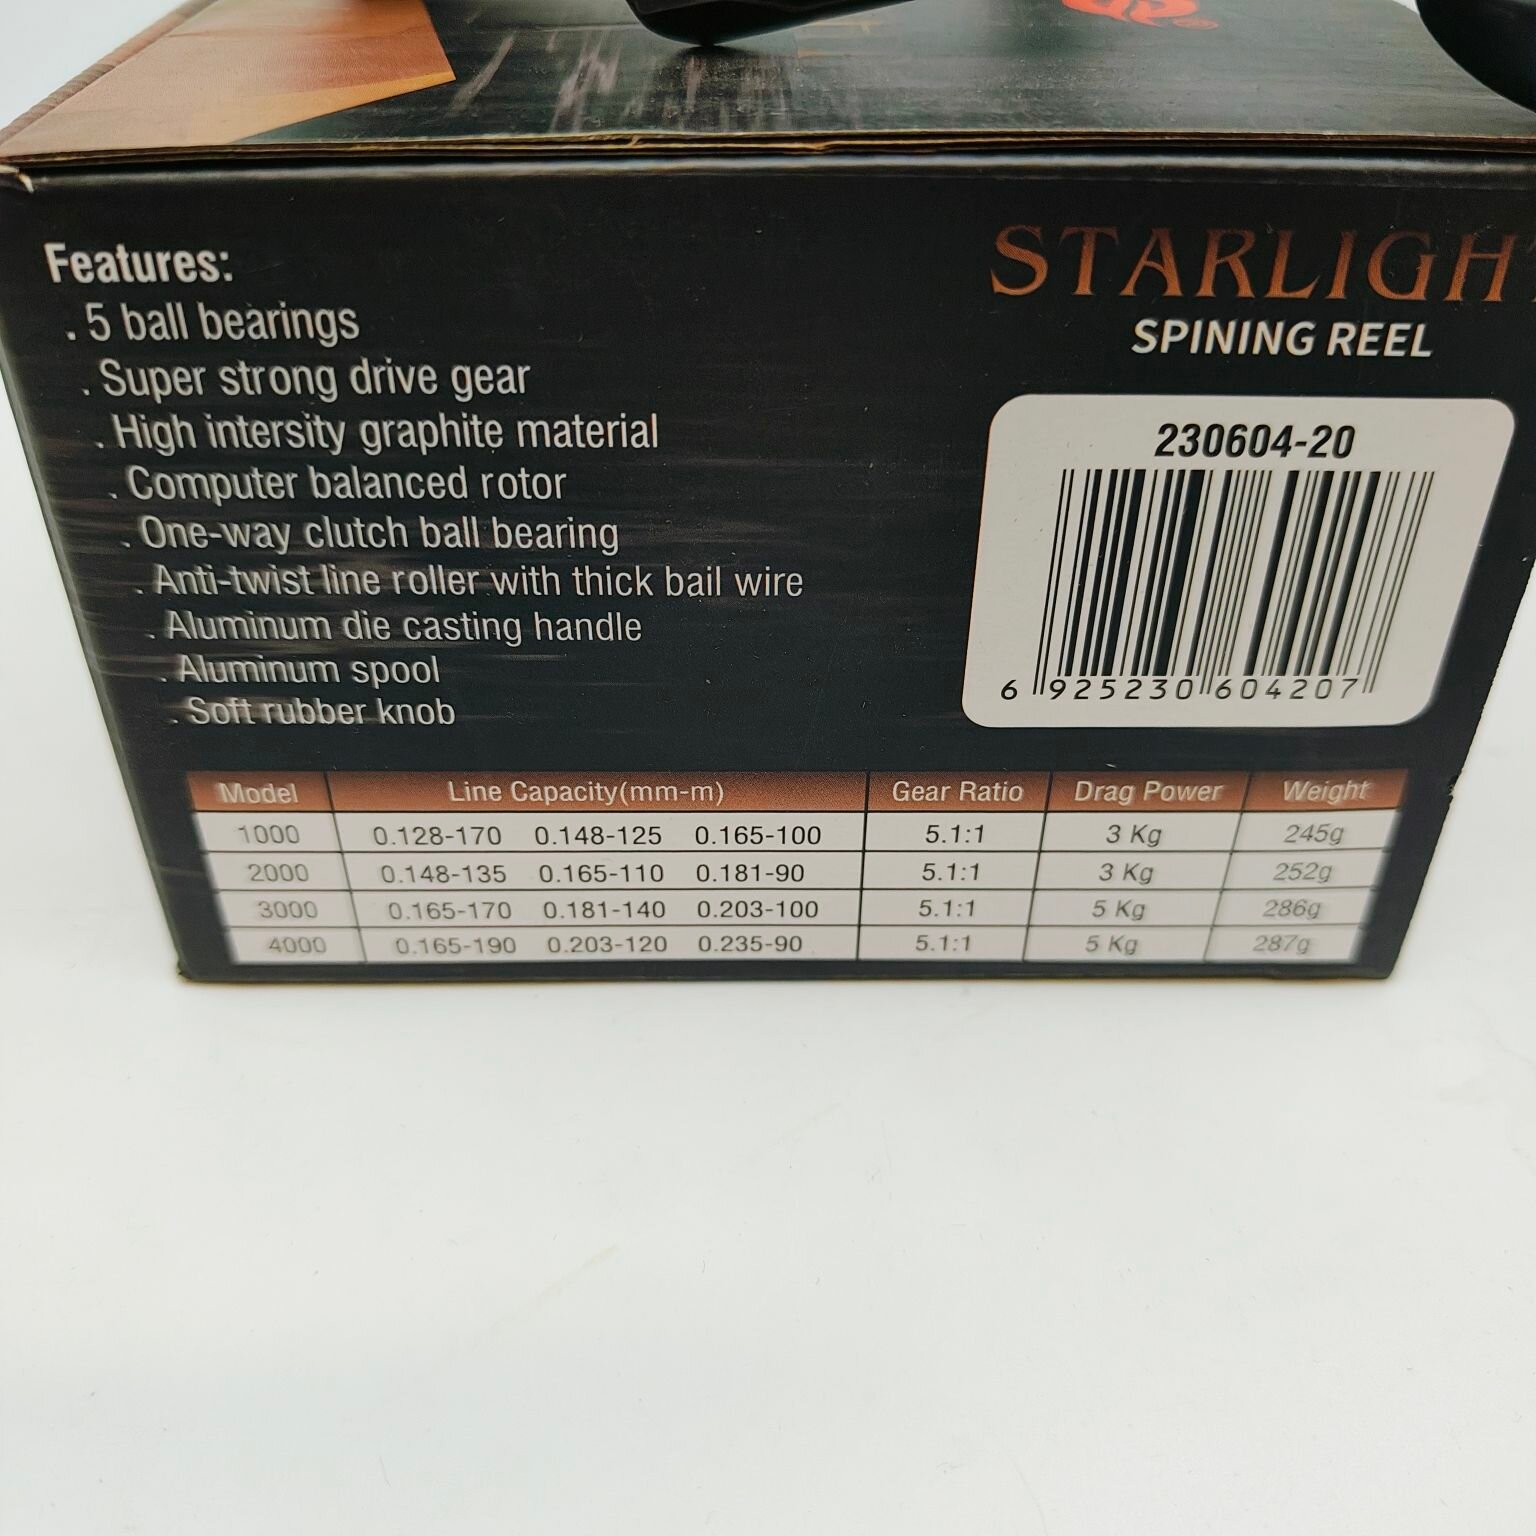 Features:
. 5 ball bearings
. Super strong drive gear
. High intersity graphite material
. Computer balanced rotor
. One-way clutch ball bearing
. Anti-twist line roller with thick bail wire
. Aluminum die casting handle
. Aluminum spool
. Soft rubber knob
STARLIGHT
SPINING REEL
230604-20
6 925230 604207
Model Line Capacity(mm-m) Gear Ratio Drag Power Weight
1000 0.128-170 0.148-125 0.165-100 5.1:1 3 Kg 245g
2000 0.148-135 0.165-110 0.181-90 5.1:1 3 Kg 252g
3000 0.165-170 0.181-140 0.203-100 5.1:1 5 Kg 286g
4000 0.165-190 0.203-120 0.235-90 5.1:1 5 Kg 287g